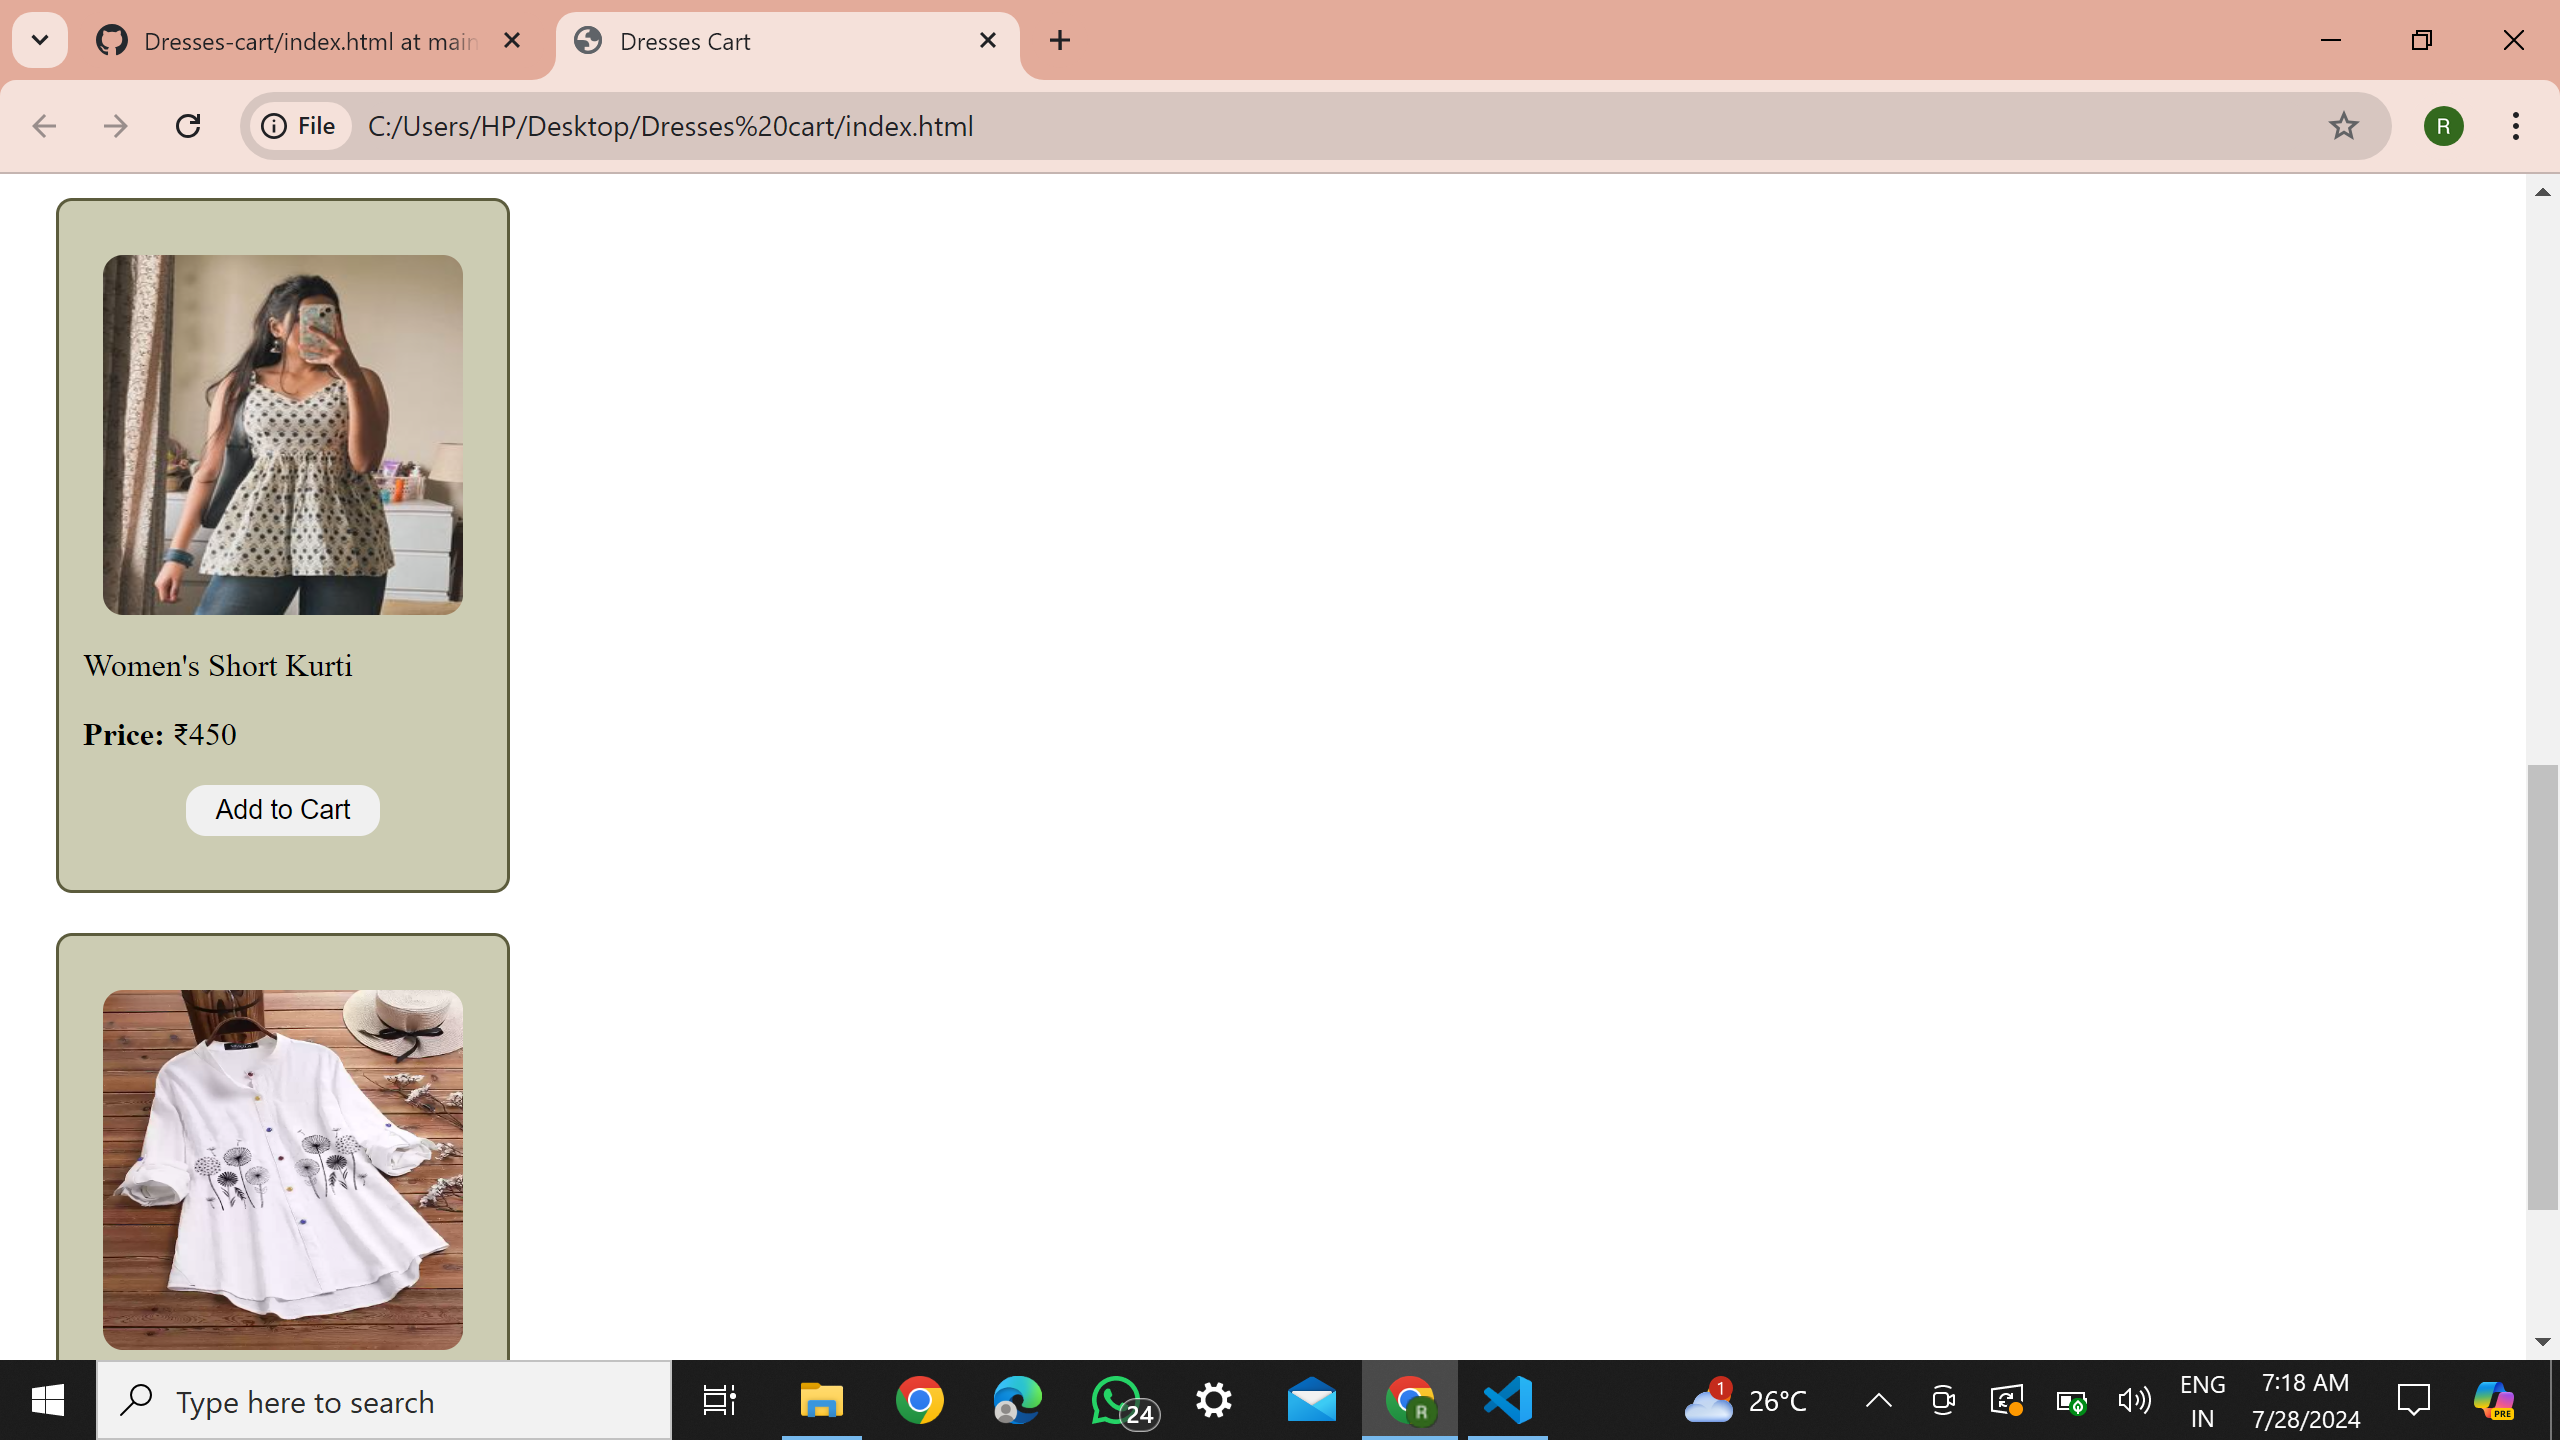 Dresses-cart/index.html at main
Dresses Cart
File
C:/Users/HP/Desktop/Dresses%20cart/index.html
R
Women's Short Kurti
Price: ₹450
Add to Cart
Type here to search
24
R
1
26°C
ENG
IN
7:18 AM
7/28/2024
PRE